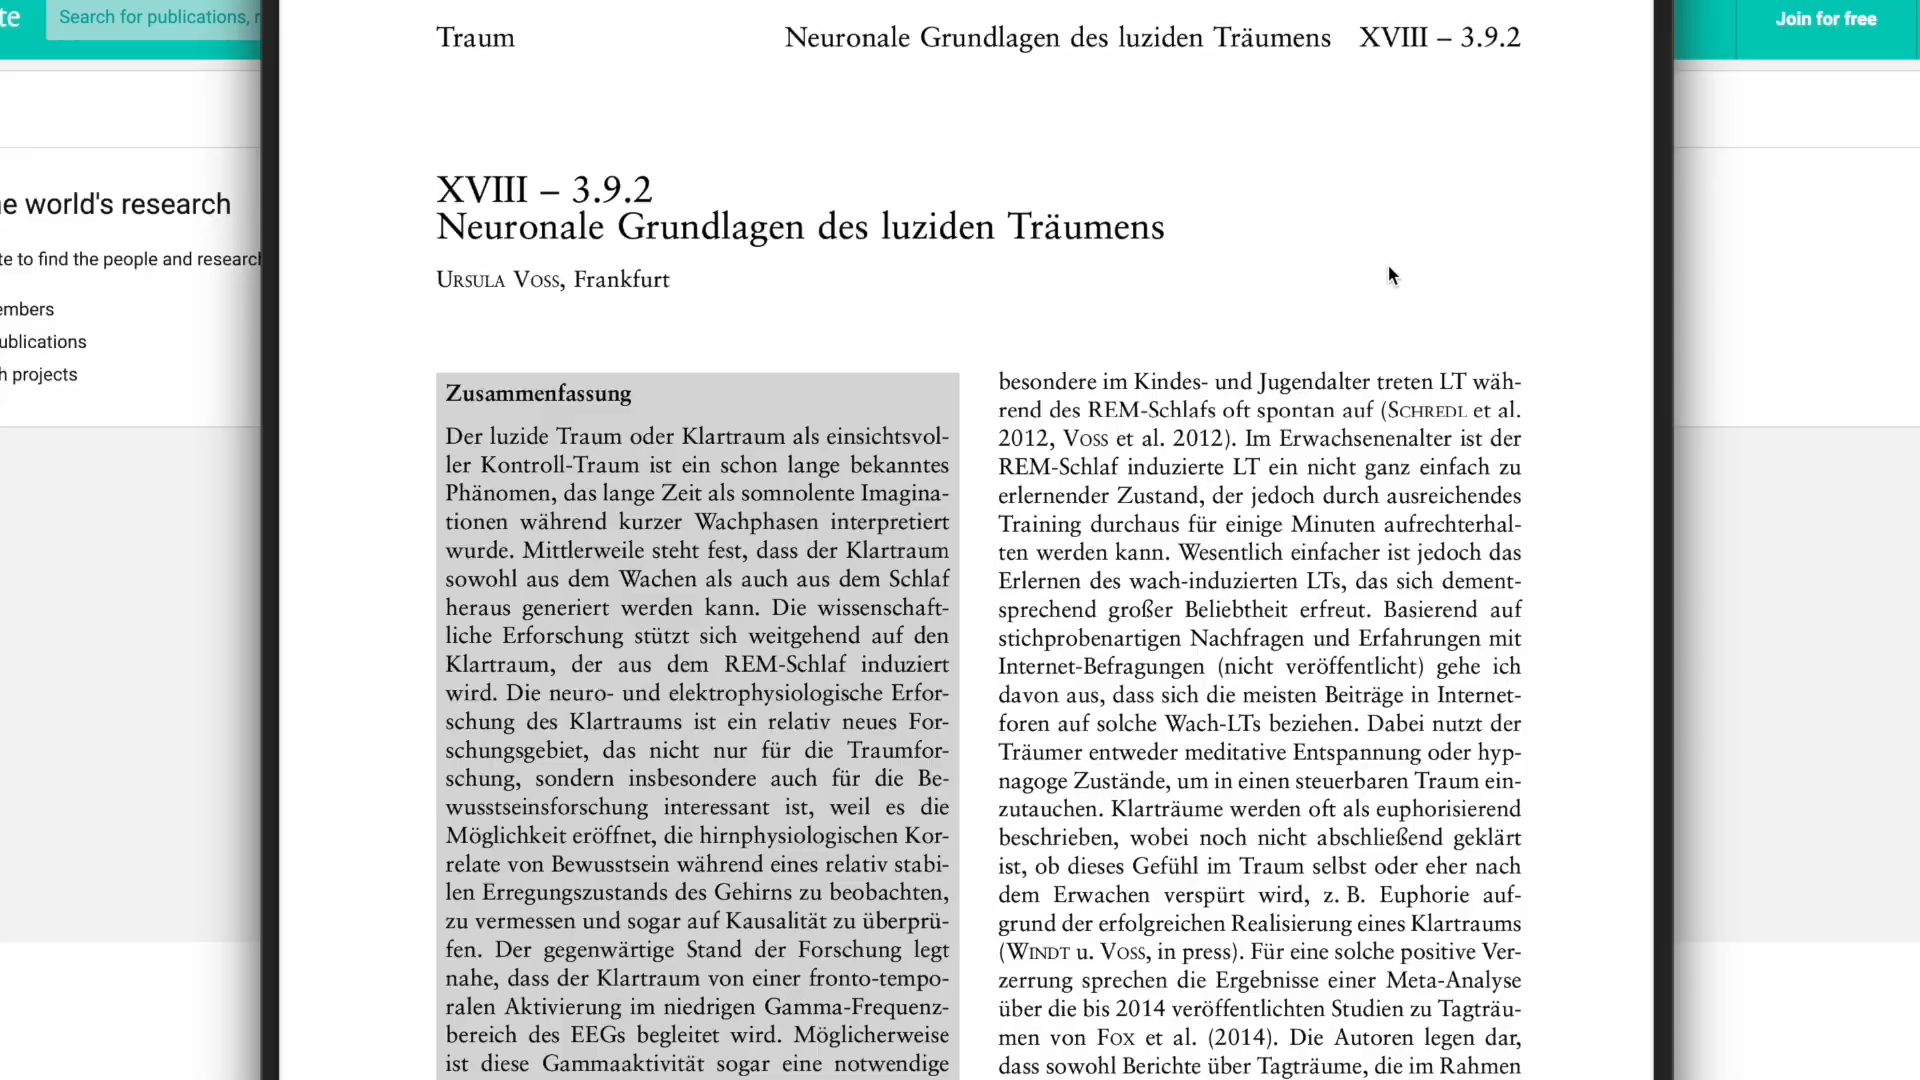 te
Search for publications,
Join for free
e world's research
te to find the people and research
embers
ublications
h projects
Traum
Neuronale Grundlagen des luziden Träumens XVIII – 3.9.2
XVIII – 3.9.2
Neuronale Grundlagen des luziden Träumens
URSULA VOSS, Frankfurt
Zusammenfassung
Der luzide Traum oder Klartraum als einsichtsvol-
ler Kontroll-Traum ist ein schon lange bekanntes
Phänomen, das lange Zeit als somnolente Imagina-
tionen während kurzer Wachphasen interpretiert
wurde. Mittlerweile steht fest, dass der Klartraum
sowohl aus dem Wachen als auch aus dem Schlaf
heraus generiert werden kann. Die wissenschaft-
liche Erforschung stützt sich weitgehend auf den
Klartraum, der aus dem REM-Schlaf induziert
wird. Die neuro- und elektrophysiologische Erfor-
schung des Klartraums ist ein relativ neues For-
schungsgebiet, das nicht nur für die Traumfor-
schung, sondern insbesondere auch für die Be-
wusstseinsforschung interessant ist, weil es die
Möglichkeit eröffnet, die hirnphysiologischen Kor-
relate von Bewusstsein während eines relativ stabi-
len Erregungszustands des Gehirns zu beobachten,
zu vermessen und sogar auf Kausalität zu überprü-
fen. Der gegenwärtige Stand der Forschung legt
nahe, dass der Klartraum von einer fronto-tempo-
ralen Aktivierung im niedrigen Gamma-Frequenz-
bereich des EEGs begleitet wird. Möglicherweise
ist diese Gammaaktivität sogar eine notwendige
besondere im Kindes- und Jugendalter treten LT wäh-
rend des REM-Schlafs oft spontan auf (SCHREDL et al.
2012, VOSS et al. 2012). Im Erwachsenenalter ist der
REM-Schlaf induzierte LT ein nicht ganz einfach zu
erlernender Zustand, der jedoch durch ausreichendes
Training durchaus für einige Minuten aufrechterhal-
ten werden kann. Wesentlich einfacher ist jedoch das
Erlernen des wach-induzierten LTs, das sich dement-
sprechend großer Beliebtheit erfreut. Basierend auf
stichprobenartigen Nachfragen und Erfahrungen mit
Internet-Befragungen (nicht veröffentlicht) gehe ich
davon aus, dass sich die meisten Beiträge in Internet-
foren auf solche Wach-LTs beziehen. Dabei nutzt der
Träumer entweder meditative Entspannung oder hyp-
nagoge Zustände, um in einen steuerbaren Traum ein-
zutauchen. Klarträume werden oft als euphorisierend
beschrieben, wobei noch nicht abschließend geklärt
ist, ob dieses Gefühl im Traum selbst oder eher nach
dem Erwachen verspürt wird, z. B. Euphorie auf-
grund der erfolgreichen Realisierung eines Klartraums
(WINDT u. VOSS, in press). Für eine solche positive Ver-
zerrung sprechen die Ergebnisse einer Meta-Analyse
über die bis 2014 veröffentlichten Studien zu Tagträu-
men von FOX et al. (2014). Die Autoren legen dar,
dass sowohl Berichte über Tagträume, die im Rahmen